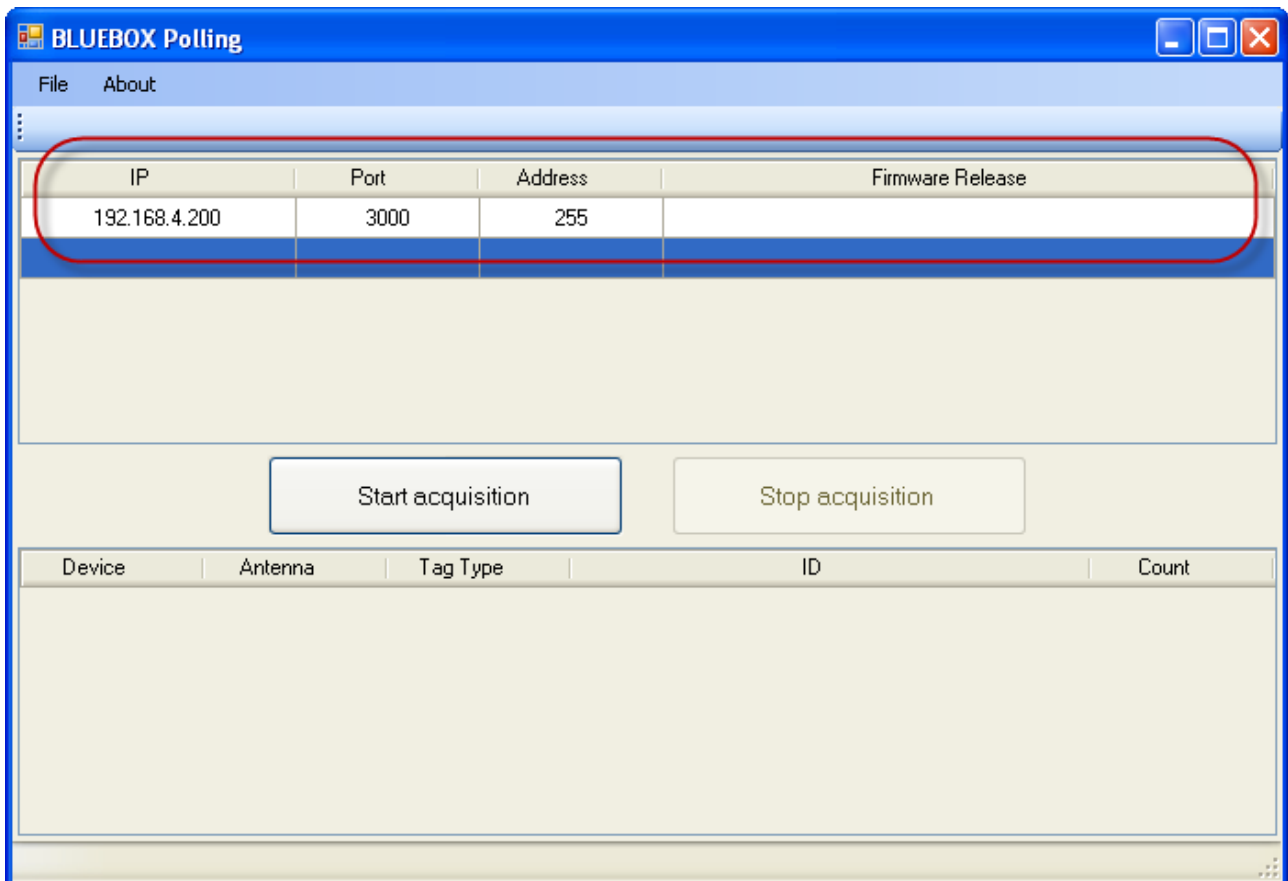 BLUEBOX Polling
File About
IP Port Address Firmware Release
192.168.4.200 3000 255
Start acquisition Stop acquisition
Device Antenna Tag Type ID Count